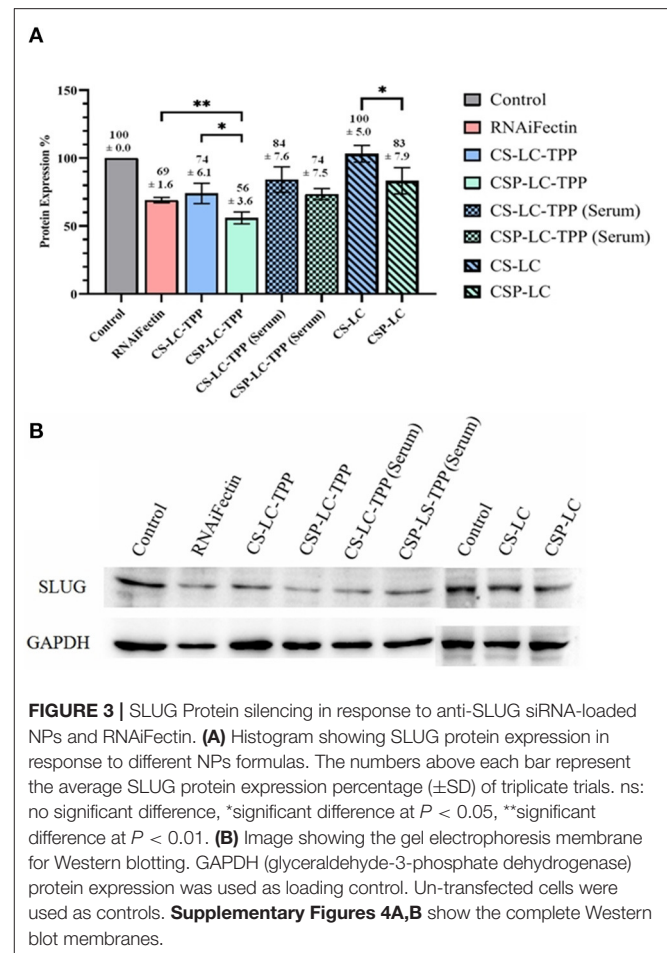 A
150
100
50
0
Protein Expression %
100
± 0.0
69
± 1.6
74
± 6.1
56
± 3.6
84
± 7.6
74
± 7.5
100
± 5.0
83
± 7.9
**
*
*
Control
RNAiFectin
CS-LC-TPP
CSP-LC-TPP
CS-LC-TPP (Serum)
CSP-LC-TPP (Serum)
CS-LC
CSP-LC
Control
RNAiFectin
CS-LC-TPP
CSP-LC-TPP
CS-LC-TPP (Serum)
CSP-LC-TPP (Serum)
CS-LC
CSP-LC
B
Control
RNAiFectin
CS-LC-TPP
CSP-LC-TPP
CS-LC-TPP (Serum)
CSP-LS-TPP (Serum)
Control
CS-LC
CSP-LC
SLUG
GAPDH
FIGURE 3 | SLUG Protein silencing in response to anti-SLUG siRNA-loaded
NPs and RNAiFectin. (A) Histogram showing SLUG protein expression in
response to different NPs formulas. The numbers above each bar represent
the average SLUG protein expression percentage (±SD) of triplicate trials. ns:
no significant difference, *significant difference at P < 0.05, **significant
difference at P < 0.01. (B) Image showing the gel electrophoresis membrane
for Western blotting. GAPDH (glyceraldehyde-3-phosphate dehydrogenase)
protein expression was used as loading control. Un-transfected cells were
used as controls. Supplementary Figures 4A,B show the complete Western
blot membranes.